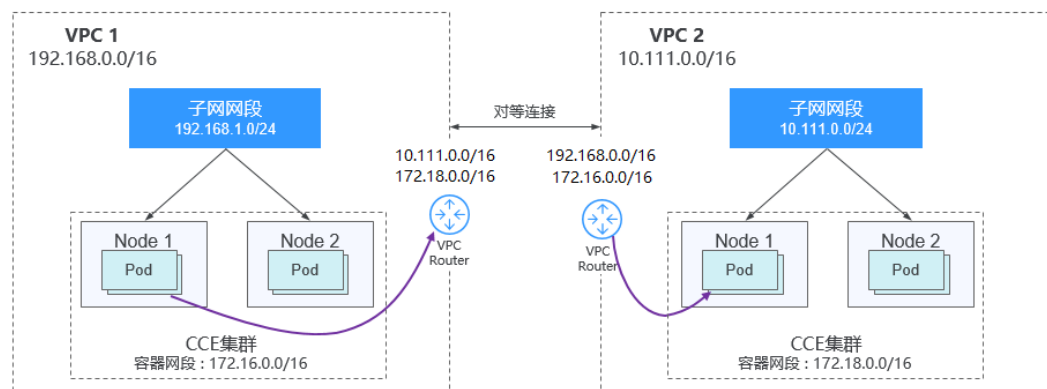 VPC 1
192.168.0.0/16
子网网段
192.168.1.0/24
Node 1
Pod
Node 2
Pod
CCE集群
容器网段：172.16.0.0/16
对等连接
10.111.0.0/16
172.18.0.0/16
VPC
Router
192.168.0.0/16
172.16.0.0/16
VPC
Router
VPC 2
10.111.0.0/16
子网网段
10.111.0.0/24
Node 1
Pod
Node 2
Pod
CCE集群
容器网段：172.18.0.0/16